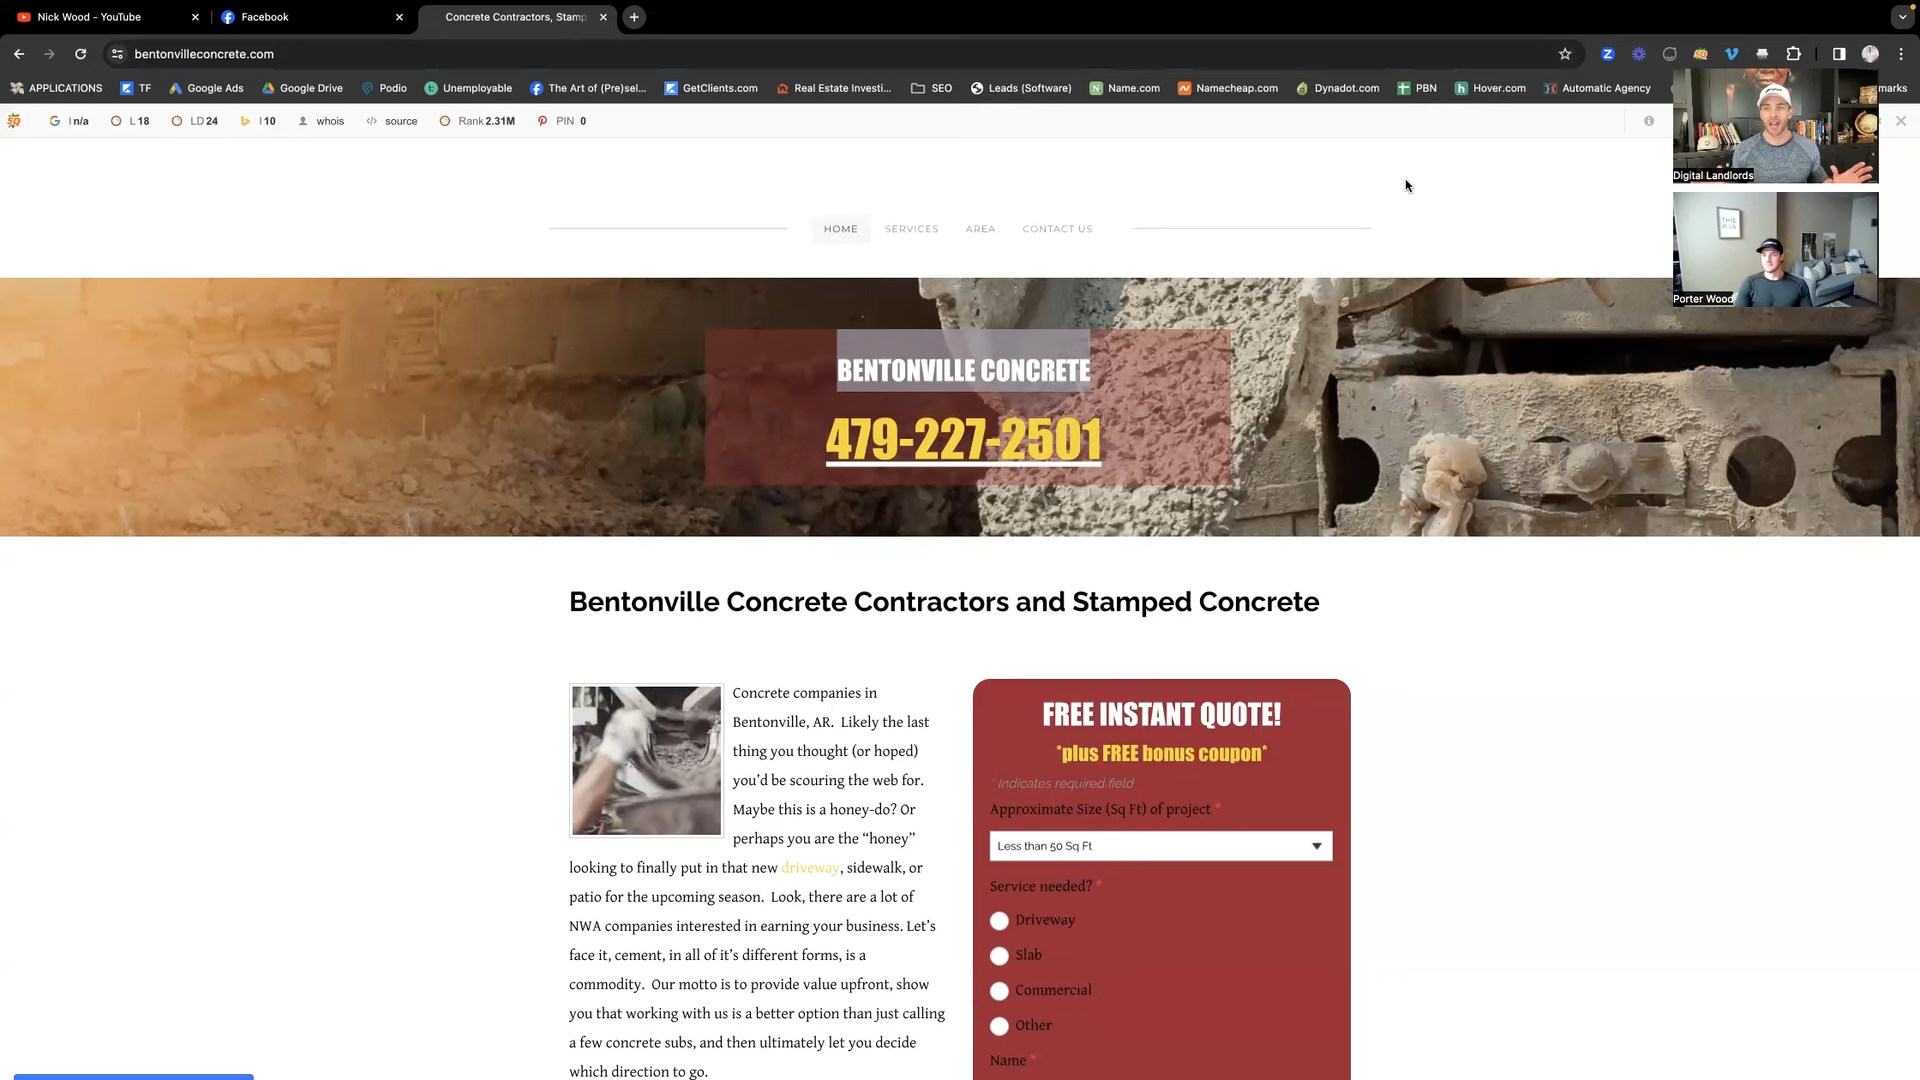 Nick Wood - YouTube
Facebook
Concrete Contractors, Stamp
bentonvilleconcrete.com
APPLICATIONS
TF
Google Ads
Google Drive
Podio
Unemployable
The Art of (Pre)sel...
GetClients.com
Real Estate Investi...
SEO
Leads (Software)
Name.com
Namecheap.com
Dynadot.com
PBN
Hover.com
Automatic Agency
marks
I n/a
L 18
LD 24
I 10
whois
source
Rank 2.31M
PIN 0
Digital Landlords
THIS
IS US
Porter Wood
HOME
SERVICES
AREA
CONTACT US
BENTONVILLE CONCRETE
479-227-2501
Bentonville Concrete Contractors and Stamped Concrete
Concrete companies in
Bentonville, AR. Likely the last
thing you thought (or hoped)
you'd be scouring the web for.
Maybe this is a honey-do? Or
perhaps you are the “honey”
looking to finally put in that new driveway, sidewalk, or
patio for the upcoming season. Look, there are a lot of
NWA companies interested in earning your business. Let's
face it, cement, in all of it's different forms, is a
commodity. Our motto is to provide value upfront, show
you that working with us is a better option than just calling
a few concrete subs, and then ultimately let you decide
which direction to go.
FREE INSTANT QUOTE!
*plus FREE bonus coupon*
* Indicates required field
Approximate Size (Sq Ft) of project *
Less than 50 Sq Ft
Service needed? *
Driveway
Slab
Commercial
Other
Name *